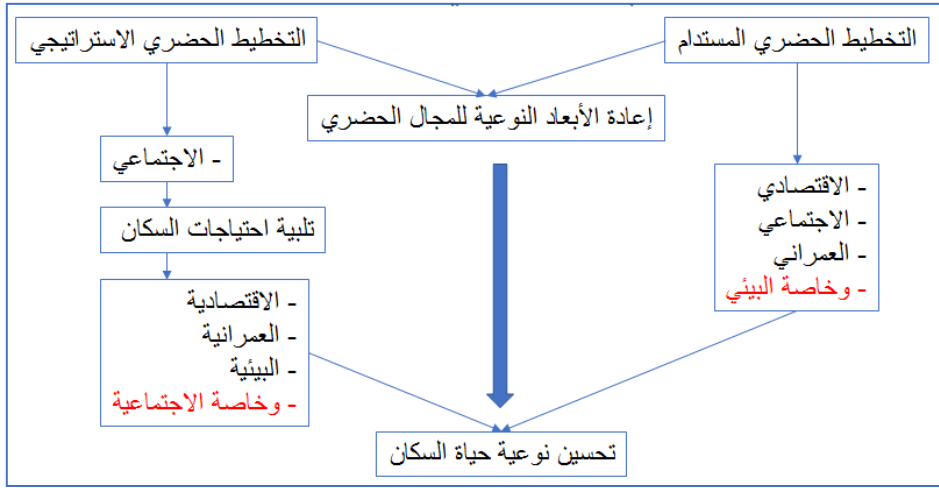 التخطيط الحضري المستدام
التخطيط الحضري الاستراتيجي
إعادة الأبعاد النوعية للمجال الحضري
- الاجتماعي
تلبية احتياجات السكان
- الاقتصادي
- الاجتماعي
- العمراني
- وخاصة البيئي
- الاقتصادية
- العمرانية
- البيئية
- وخاصة الاجتماعية
تحسين نوعية حياة السكان